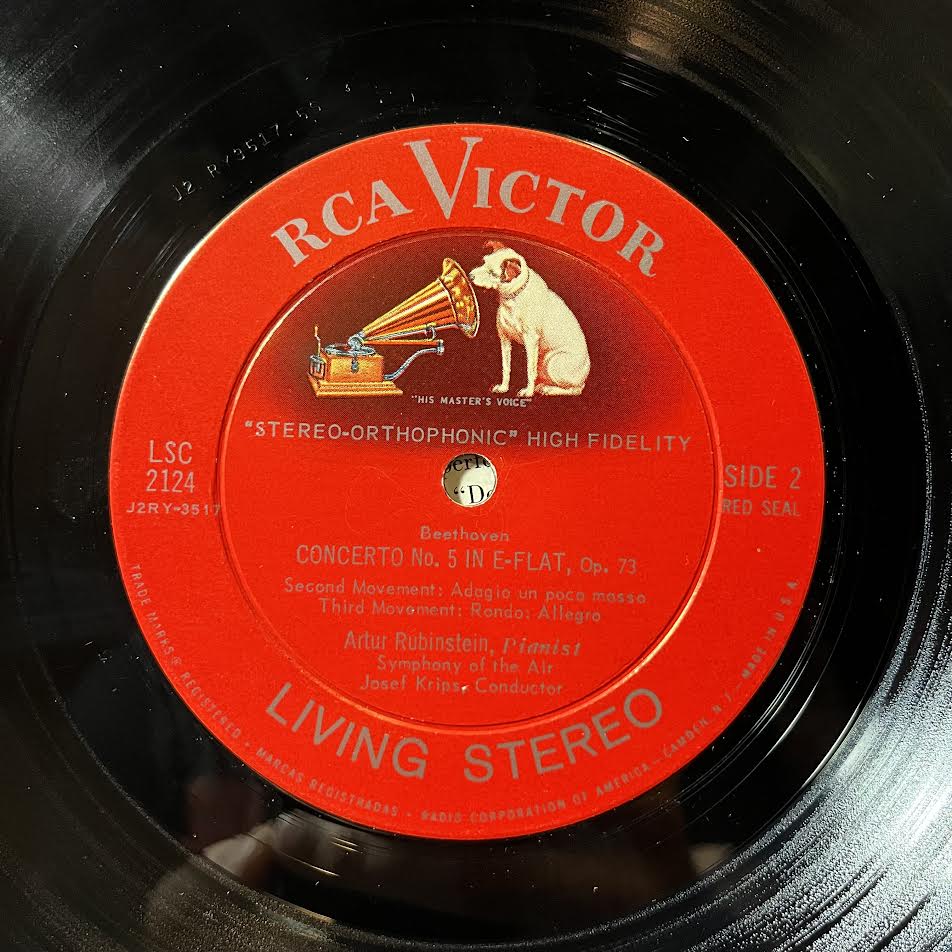 J2 RY3517 5S
RCA VICTOR
"HIS MASTER'S VOICE"
"STEREO-ORTHOPHONIC" HIGH FIDELITY
LSC
2124
J2RY-3517
SIDE 2
RED SEAL
"D
Beethoven
CONCERTO No. 5 IN E-FLAT, Op. 73
Second Movement: Adagio un poco mosso
Third Movement: Rondo: Allegro
Artur Rubinstein, Pianist
Symphony of the Air
Josef Krips, Conductor
LIVING STEREO
TRADE MARKS ® REGISTERED • MARCAS REGISTRADAS - RADIO CORPORATION OF AMERICA - CAMDEN, N.J. - MADE IN U.S.A.